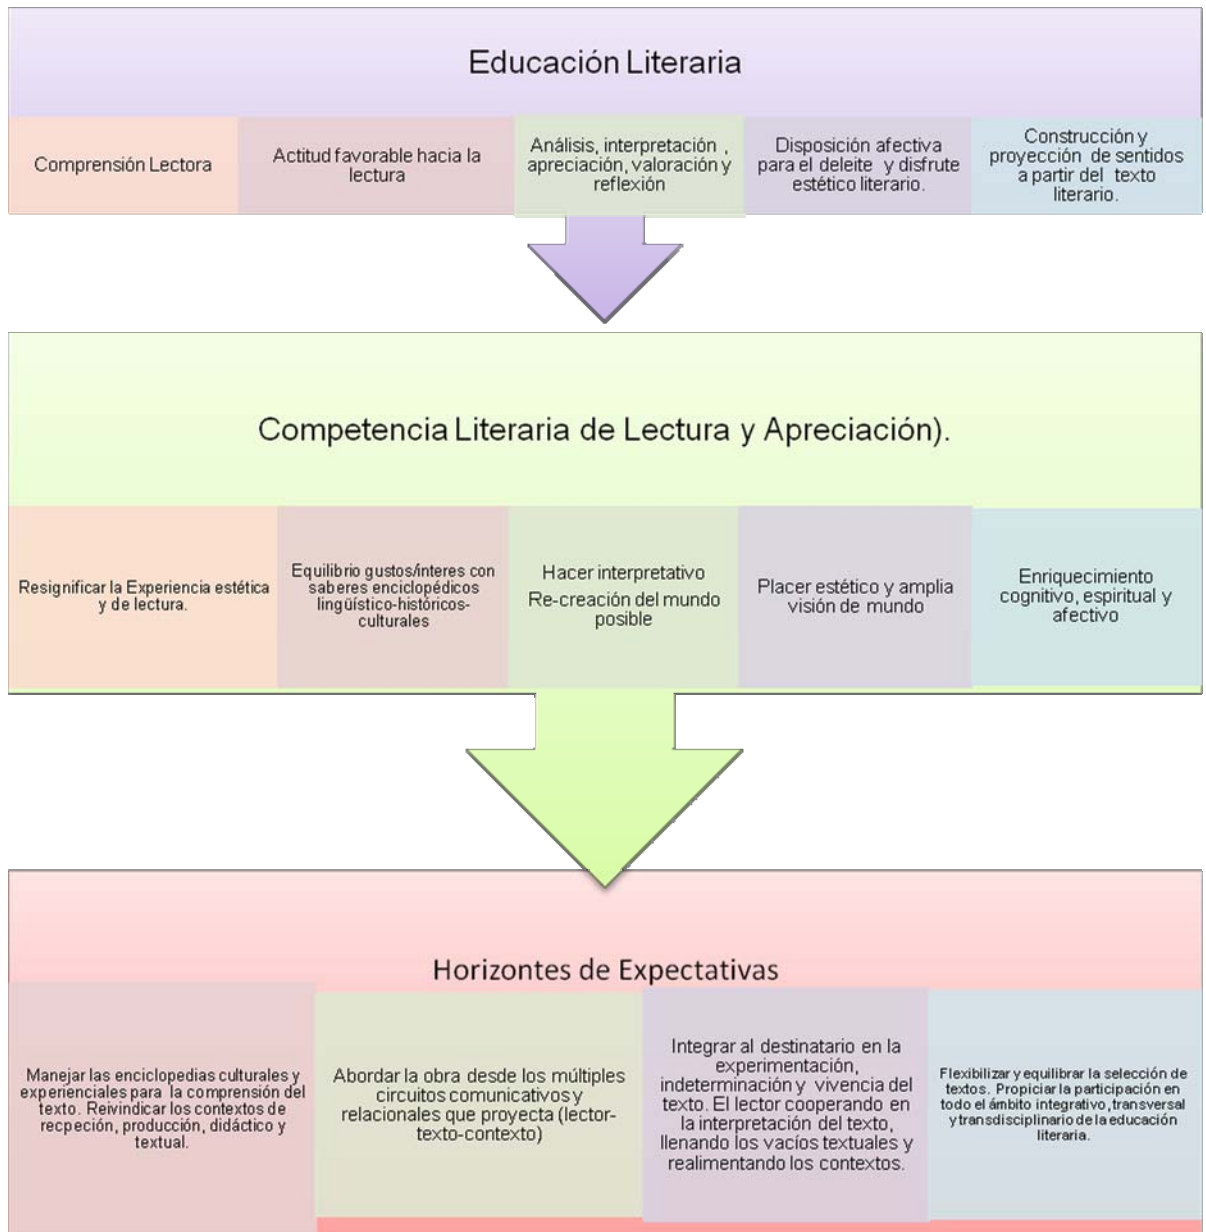 Educación Literaria
Comprensión Lectora
Actitud favorable hacia la
lectura
Análisis, interpretación ,
apreciación, valoración y
reflexión
Disposición afectiva
para el deleite y disfrute
estético literario.
Construcción y
proyección de sentidos
a partir del texto
literario.
Competencia Literaria de Lectura y Apreciación).
Resignificar la Experiencia estética
y de lectura.
Equilibrio gustos/interes con
saberes enciclopédicos
lingüístico-históricos-
culturales
Hacer interpretativo
Re-creación del mundo
posible
Placer estético y amplia
visión de mundo
Enriquecimiento
cognitivo, espiritual y
afectivo
Horizontes de Expectativas
Manejar las enciclopedias culturales y
experienciales para la comprensión del
texto. Reivindicar los contextos de
recpeción, producción, didáctico y
textual.
Abordar la obra desde los múltiples
circuitos comunicativos y
relacionales que proyecta (lector-
texto-contexto)
Integrar al destinatario en la
experimentación,
indeterminación y vivencia del
texto. El lector cooperando en
la interpretación del texto,
llenando los vacíos textuales y
realimentando los contextos.
Flexibilizar y equilibrar la selección de
textos. Propiciar la participación en
todo el ámbito integrativo, transversal
y transdisciplinario de la educación
literaria.